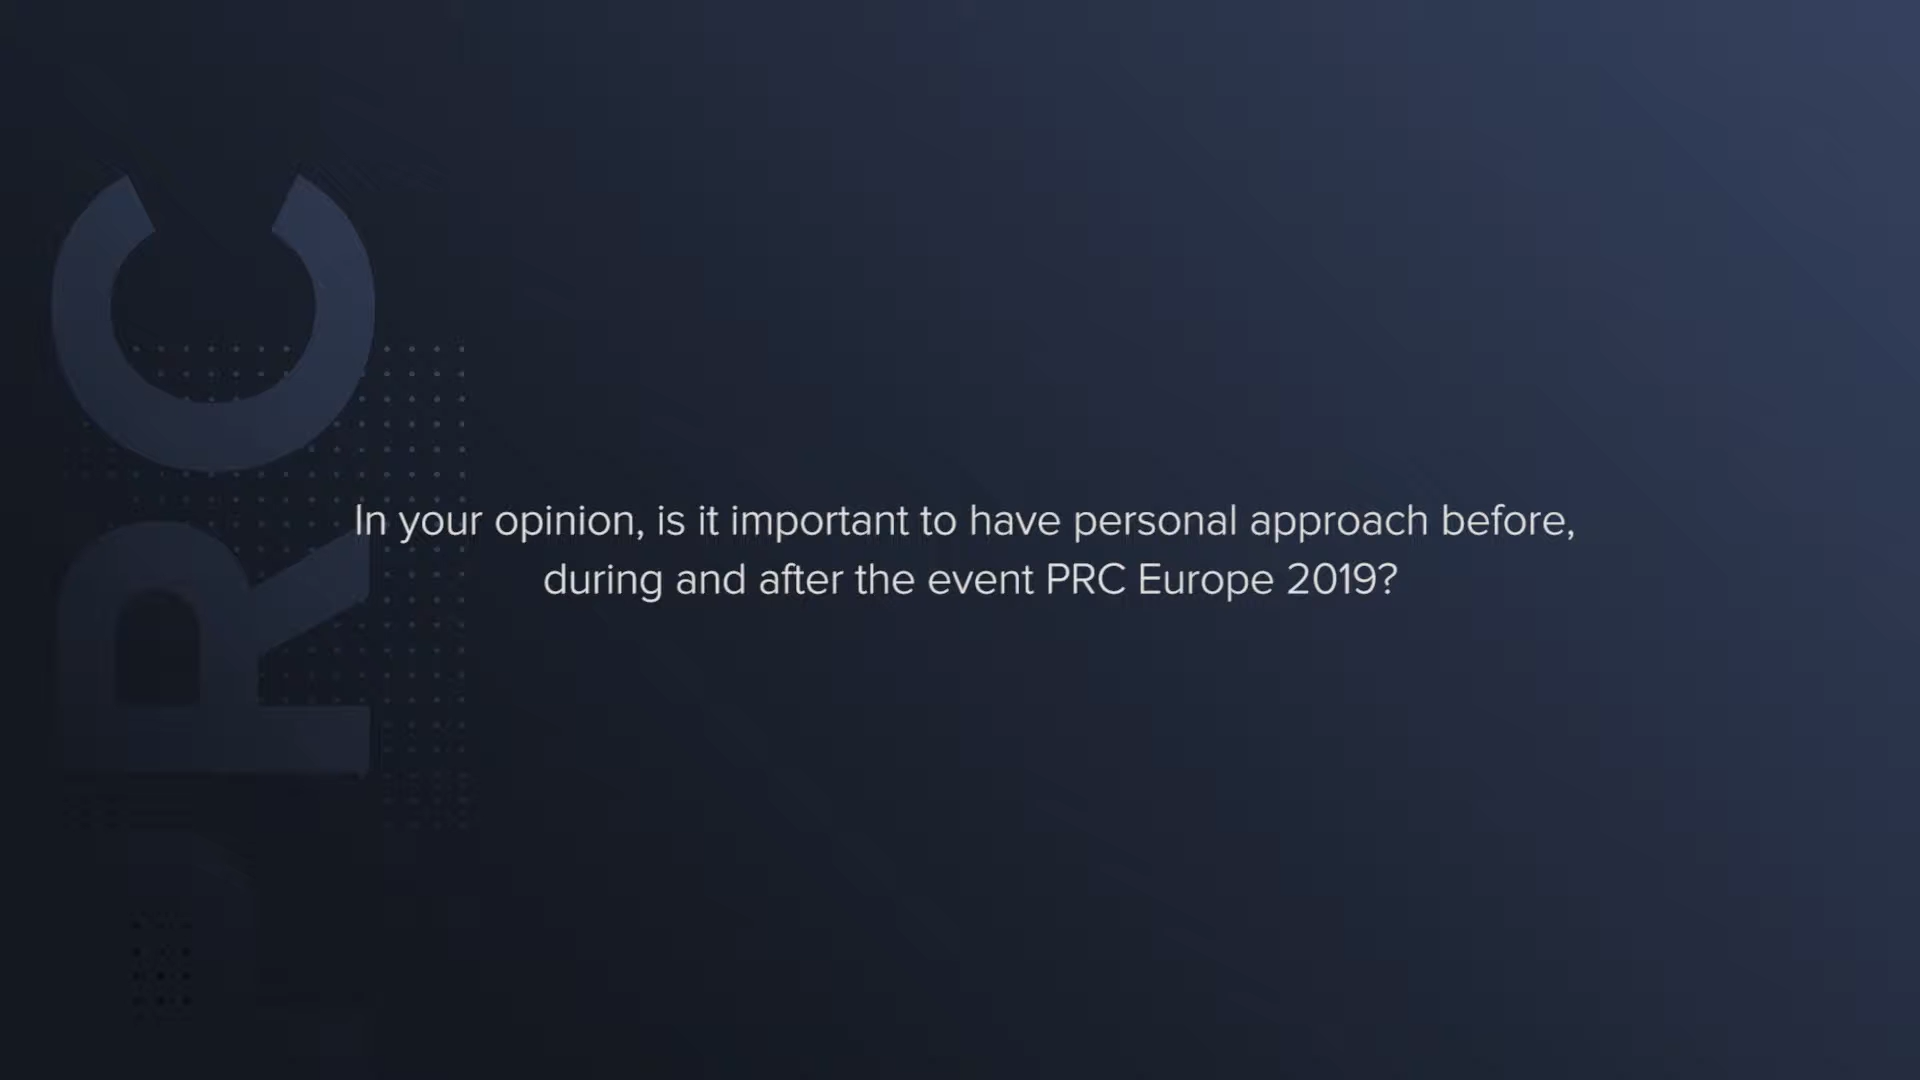 PRC
In your opinion, is it important to have personal approach before,
during and after the event PRC Europe 2019?